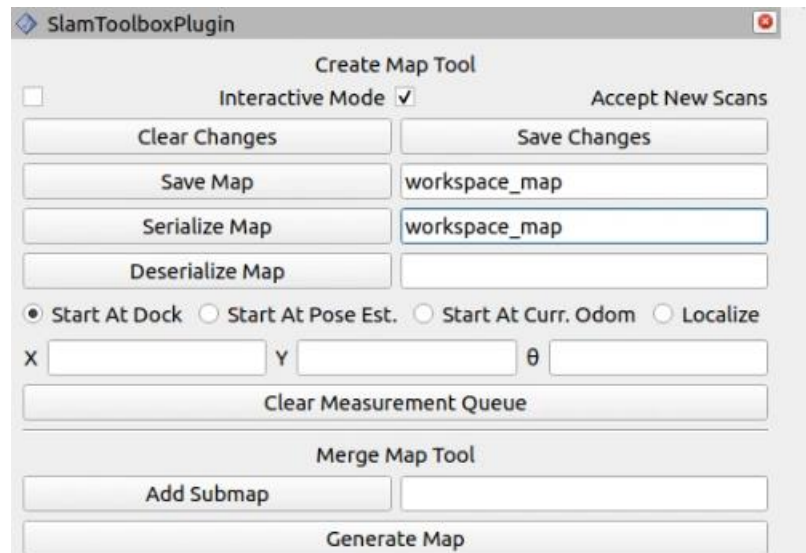 SlamToolboxPlugin
Create Map Tool
Interactive Mode Accept New Scans
Clear Changes Save Changes
Save Map workspace_map
Serialize Map workspace_map
Deserialize Map
Start At Dock Start At Pose Est. Start At Curr. Odom Localize
X Y θ
Clear Measurement Queue
Merge Map Tool
Add Submap
Generate Map